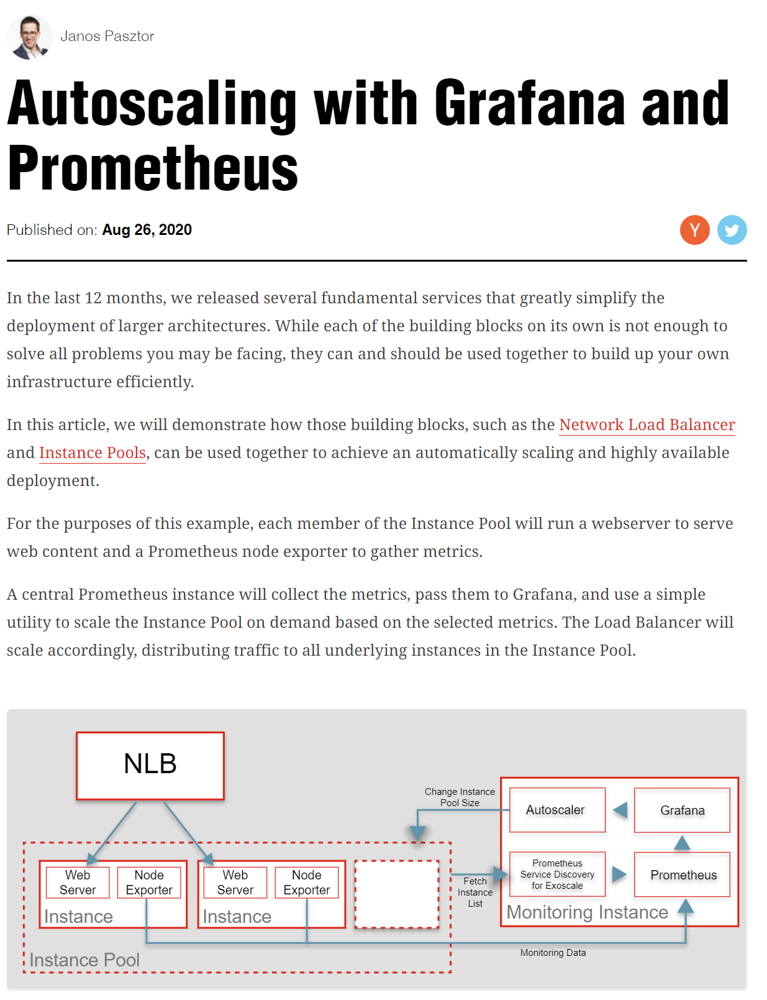 Janos Pasztor
Autoscaling with Grafana and
Prometheus
Published on: Aug 26, 2020
Y
In the last 12 months, we released several fundamental services that greatly simplify the
deployment of larger architectures. While each of the building blocks on its own is not enough to
solve all problems you may be facing, they can and should be used together to build up your own
infrastructure efficiently.
In this article, we will demonstrate how those building blocks, such as the Network Load Balancer
and Instance Pools, can be used together to achieve an automatically scaling and highly available
deployment.
For the purposes of this example, each member of the Instance Pool will run a webserver to serve
web content and a Prometheus node exporter to gather metrics.
A central Prometheus instance will collect the metrics, pass them to Grafana, and use a simple
utility to scale the Instance Pool on demand based on the selected metrics. The Load Balancer will
scale accordingly, distributing traffic to all underlying instances in the Instance Pool.
NLB
Web
Server
Node
Exporter
Instance
Web
Server
Node
Exporter
Instance
Instance Pool
Change Instance
Pool Size
Fetch
Instance
List
Autoscaler
Grafana
Prometheus
Service Discovery
for Exoscale
Prometheus
Monitoring Instance
Monitoring Data